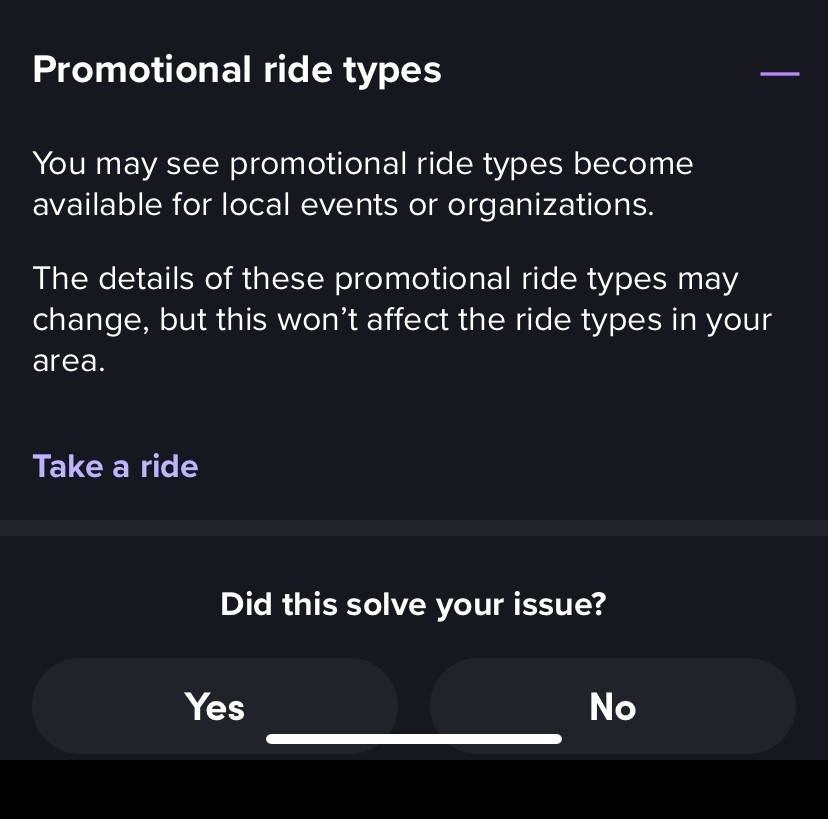 Promotional ride types
You may see promotional ride types become
available for local events or organizations.
The details of these promotional ride types may
change, but this won’t affect the ride types in your
area.
Take a ride
Did this solve your issue?
Yes
No